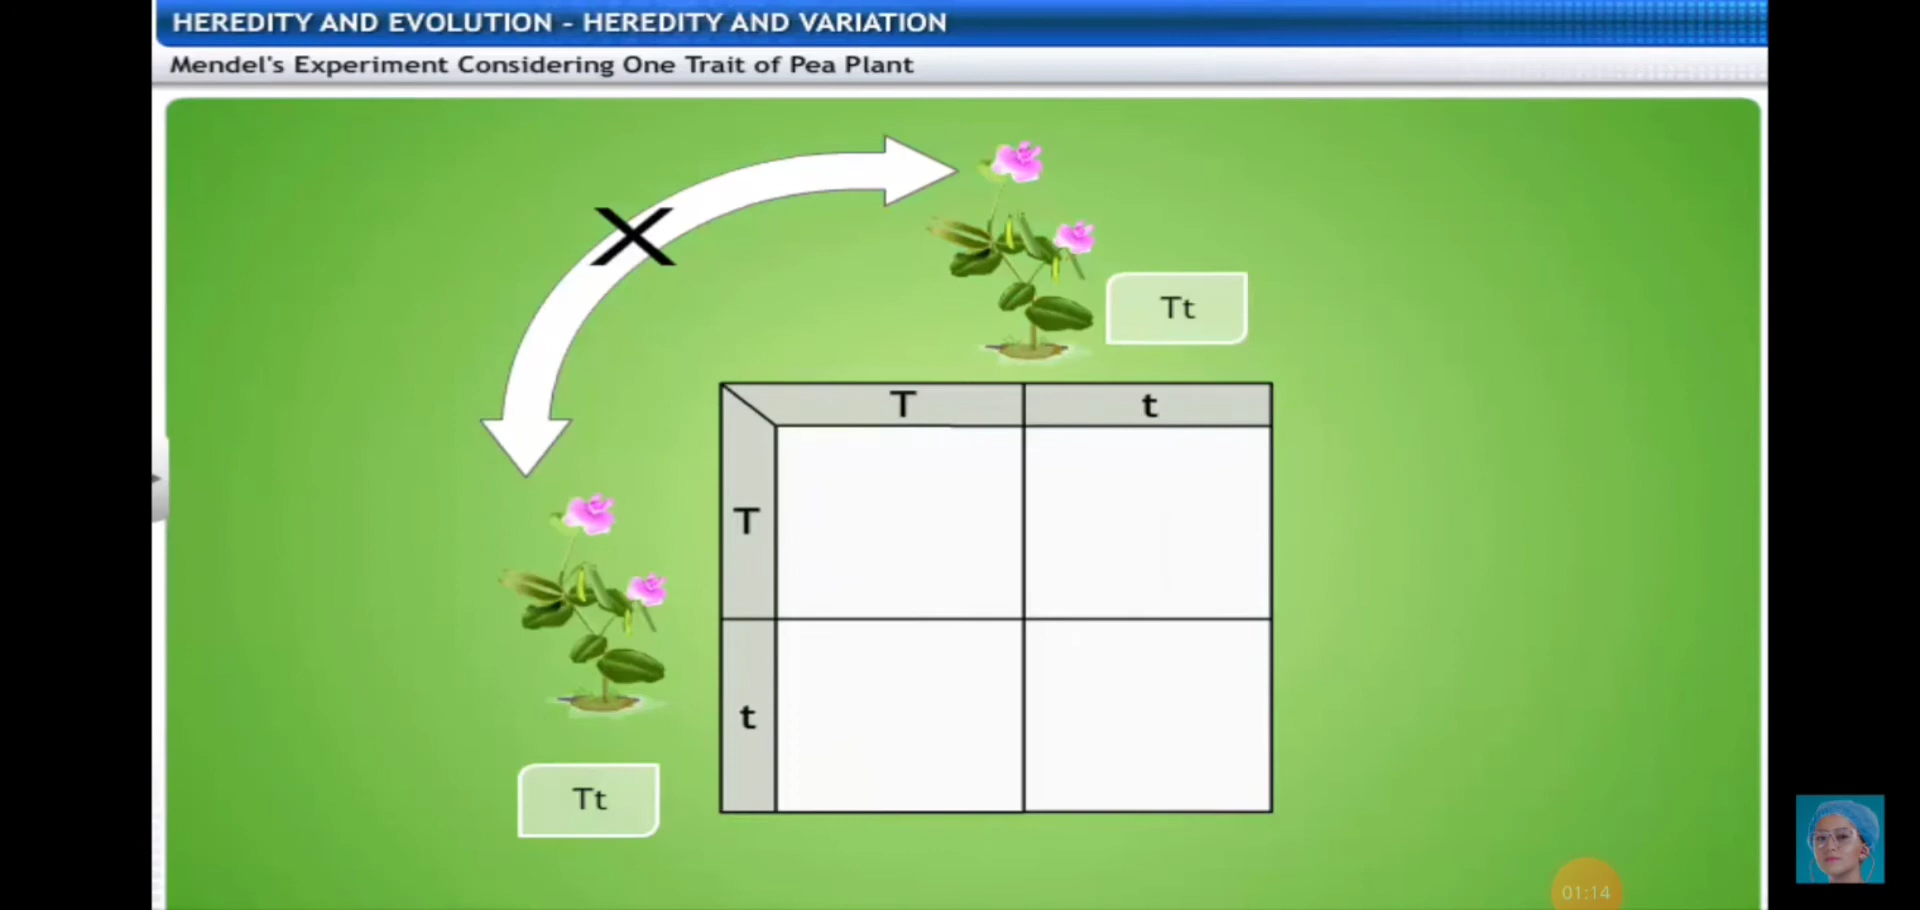 HEREDITY AND EVOLUTION - HEREDITY AND VARIATION
Mendel's Experiment Considering One Trait of Pea Plant
X
Tt
T t
T
t
Tt
01:14